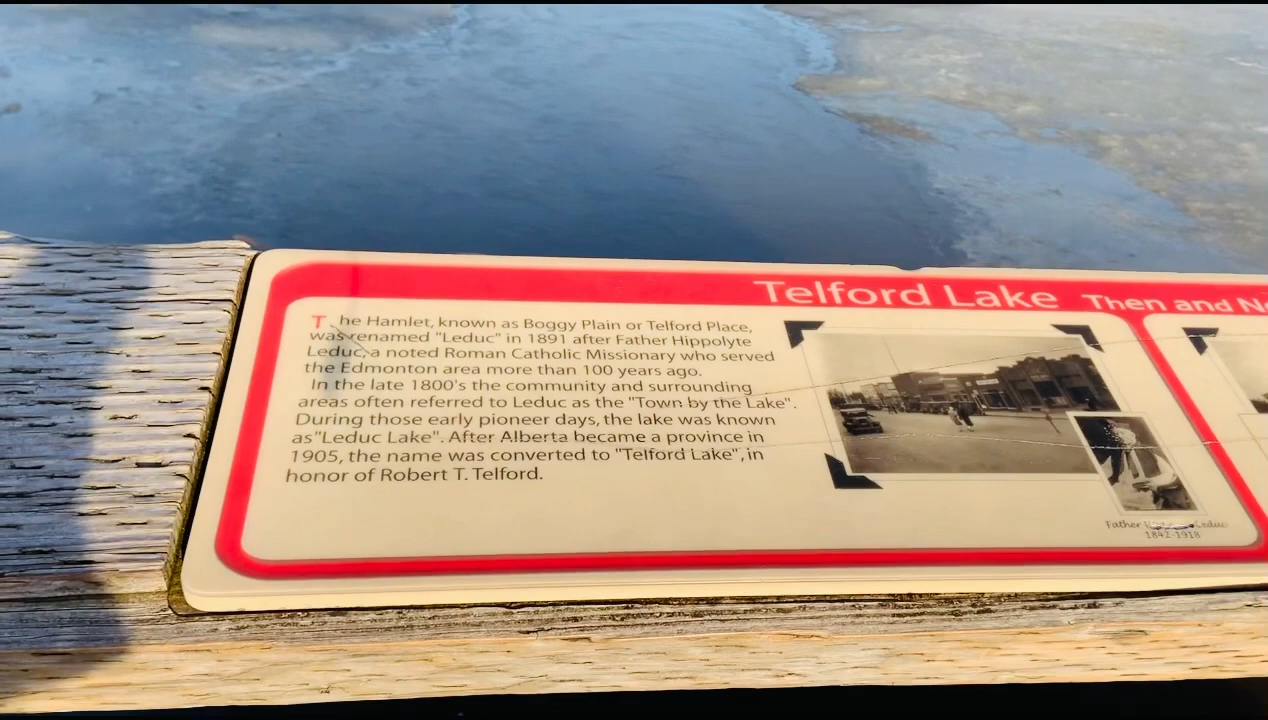 Telford Lake Then and
The Hamlet, known as Boggy Plain or Telford Place,
was renamed "Leduc" in 1891 after Father Hippolyte
Leduc, a noted Roman Catholic Missionary who served
the Edmonton area more than 100 years ago.
In the late 1800's the community and surrounding
areas often referred to Leduc as the "Town by the Lake".
During those early pioneer days, the lake was known
as "Leduc Lake". After Alberta became a province in
1905, the name was converted to "Telford Lake", in
honor of Robert T. Telford.
Father Leduc
1842-1918